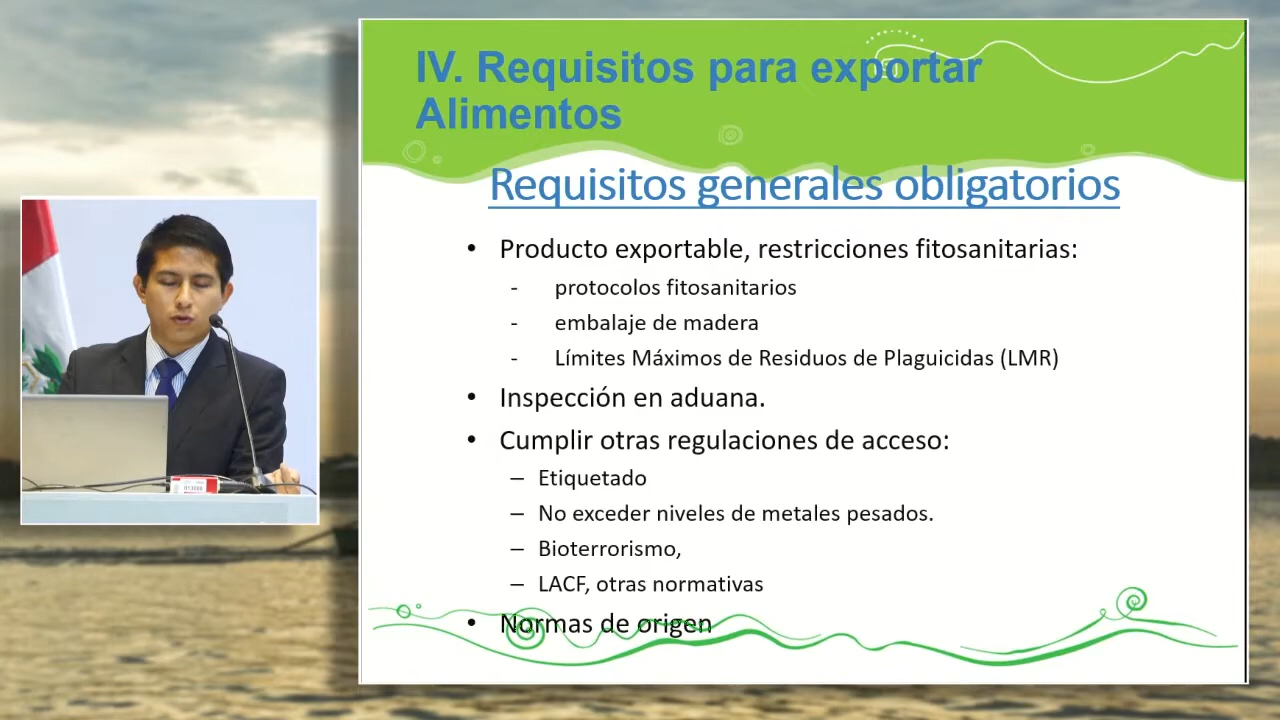 IV. Requisitos para exportar
Alimentos
Requisitos generales obligatorios
• Producto exportable, restricciones fitosanitarias:
- protocolos fitosanitarios
- embalaje de madera
- Límites Máximos de Residuos de Plaguicidas (LMR)
• Inspección en aduana.
• Cumplir otras regulaciones de acceso:
– Etiquetado
– No exceder niveles de metales pesados.
– Bioterrorismo,
– LACF, otras normativas
• Normas de origen